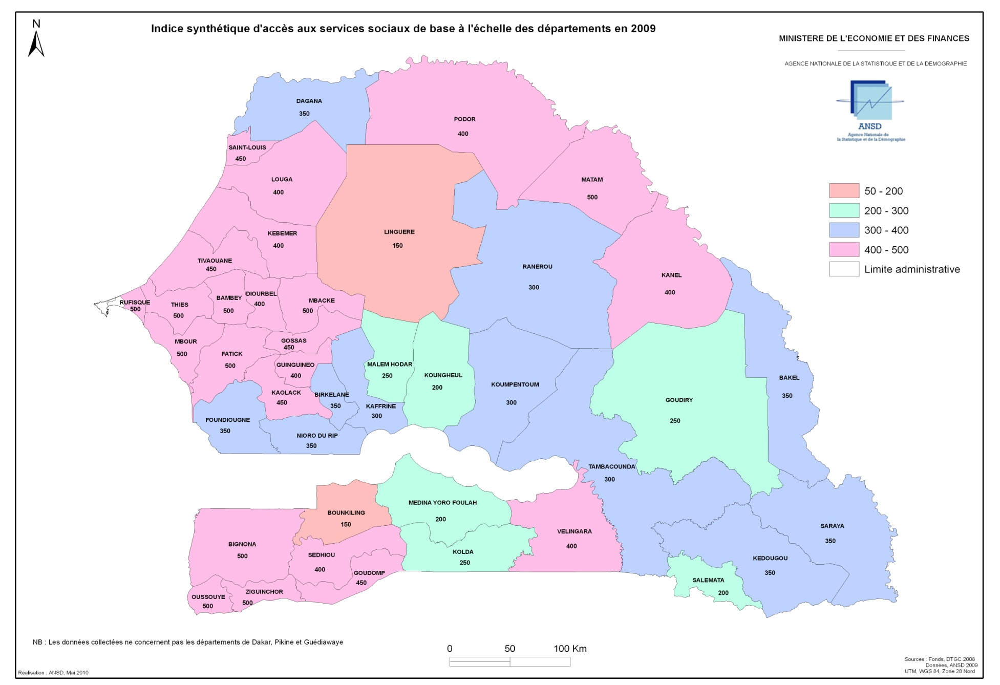 N
Indice synthétique d'accès aux services sociaux de base à l'échelle des départements en 2009
MINISTERE DE L'ECONOMIE ET DES FINANCES
AGENCE NATIONALE DE LA STATISTIQUE ET DE LA DEMOGRAPHIE
ANSD
Agence Nationale de
la Statistique et de la Démographie
50 - 200
200 - 300
300 - 400
400 - 500
Limite administrative
DAGANA
350
PODOR
400
SAINT-LOUIS
450
LOUGA
400
MATAM
500
LINGUERE
150
KEBEMER
400
TIVAOUANE
450
RANEROU
300
KANEL
400
RUFISQUE
500
THIES
500
BAMBEY
500
DIOURBEL
400
MBACKE
500
MBOUR
500
GOSSAS
450
FATICK
500
GUINGUINEO
400
MALEM HODAR
250
KOUNGHEUL
200
KOUMPENTOUM
300
BAKEL
350
GOUDIRY
250
KAOLACK
450
BIRKELANE
350
KAFFRINE
300
FOUNDIOUGNE
350
NIORO DU RIP
350
TAMBACOUNDA
300
MEDINA YORO FOULAH
200
BOUNKILING
150
VELINGARA
400
SARAYA
350
BIGNONA
500
SEDHIOU
400
KOLDA
250
KEDOUGOU
350
GOUDOMP
450
SALEMATA
200
OUSSOUYE
500
ZIGUINCHOR
500
NB : Les données collectées ne concernent pas les départements de Dakar, Pikine et Guédiawaye
0 50 100 Km
Réalisation : ANSD, Mai 2010
Sources : Fonds, DTGC 2008
Données, ANSD 2009
UTM, WGS 84, Zone 28 Nord